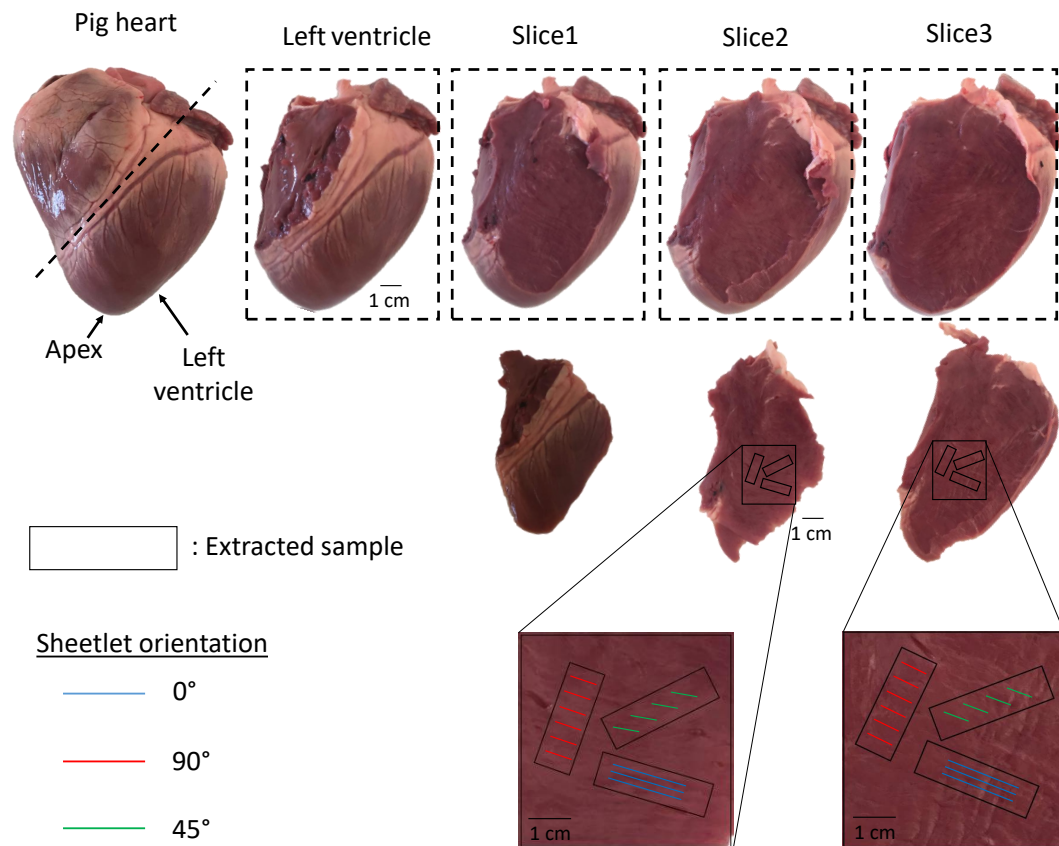 Pig heart
Left ventricle
Slice1
Slice2
Slice3
1 cm
Apex
Left
ventricle
1 cm
: Extracted sample
Sheetlet orientation
0°
90°
45°
1 cm
1 cm